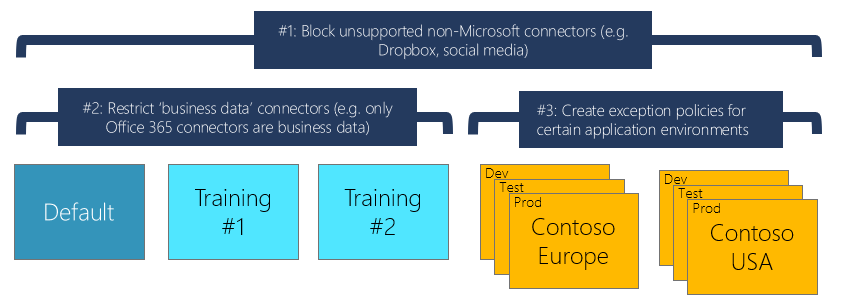 #1: Block unsupported non-Microsoft connectors (e.g.
Dropbox, social media)
#2: Restrict ‘business data’ connectors (e.g. only
Office 365 connectors are business data)
#3: Create exception policies for
certain application environments
Default
Training
#1
Training
#2
Dev
Test
Prod
Contoso
Europe
Dev
Test
Prod
Contoso
USA